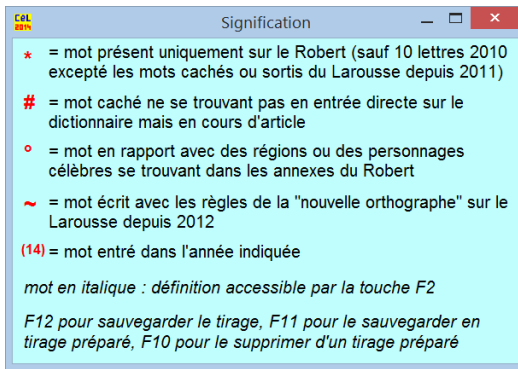 CeL
2014
Signification
* = mot présent uniquement sur le Robert (sauf 10 lettres 2010
excepté les mots cachés ou sortis du Larousse depuis 2011)
# = mot caché ne se trouvant pas en entrée directe sur le
dictionnaire mais en cours d'article
° = mot en rapport avec des régions ou des personnages
célèbres se trouvant dans les annexes du Robert
~ = mot écrit avec les règles de la "nouvelle orthographe" sur le
Larousse depuis 2012
(14) = mot entré dans l'année indiquée
mot en italique : définition accessible par la touche F2
F12 pour sauvegarder le tirage, F11 pour le sauvegarder en
tirage préparé, F10 pour le supprimer d'un tirage préparé